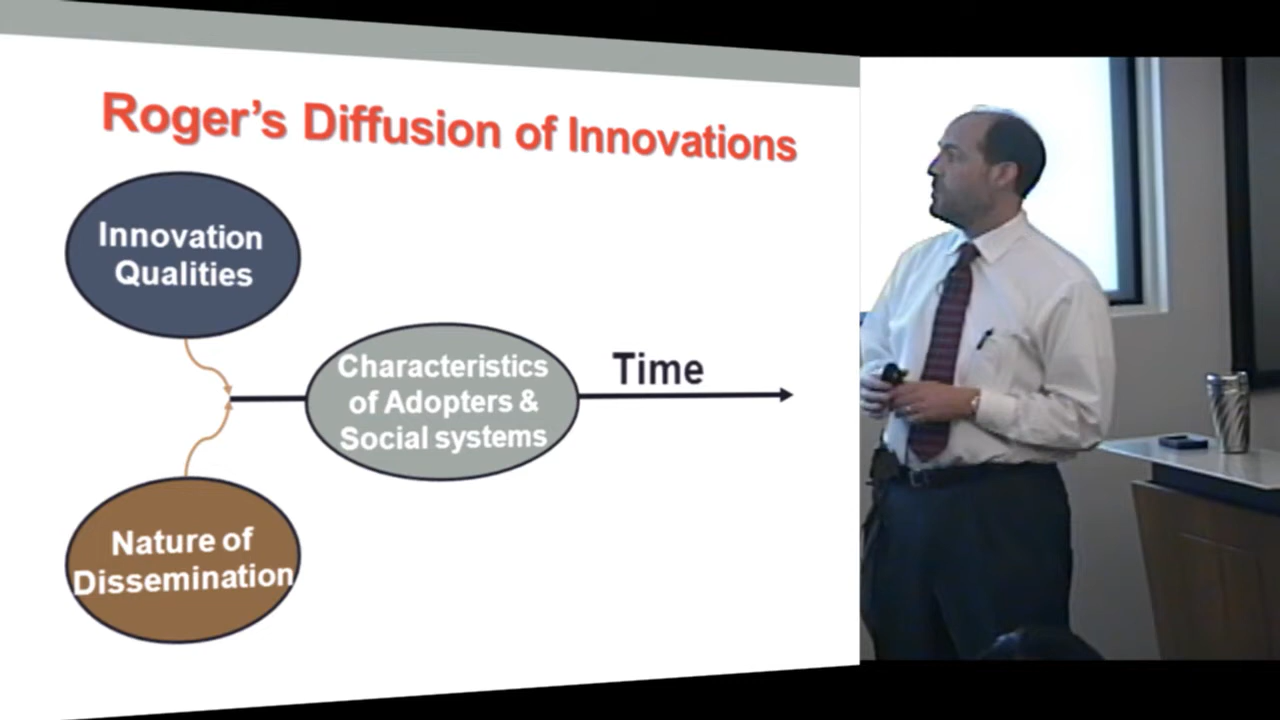 Roger's Diffusion of Innovations
Innovation
Qualities
Characteristics
of Adopters &
Social systems
Time
Nature of
Dissemination